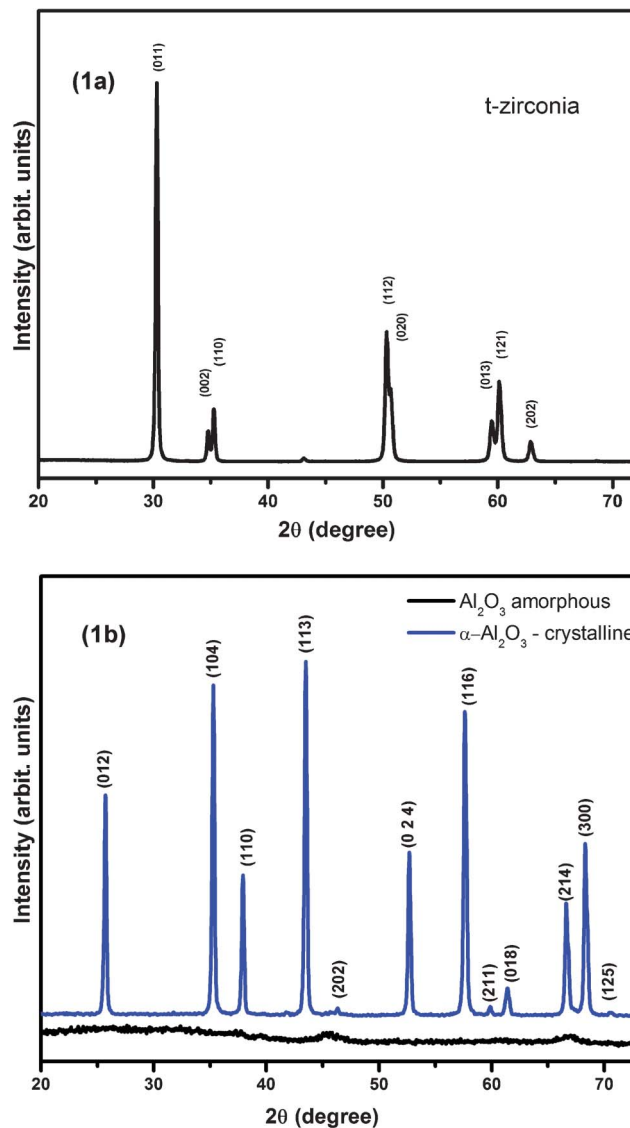 (1a)
t-zirconia
(011)
(002)
(110)
(112)
(020)
(013)
(121)
(202)
Intensity (arbit. units)
20 30 40 50 60 70
2θ (degree)
(1b)
Al₂O₃ amorphous
α–Al₂O₃ - crystalline
(012)
(104)
(110)
(113)
(202)
(0 2 4)
(116)
(211)
(018)
(214)
(300)
(125)
Intensity (arbit. units)
20 30 40 50 60 70
2θ (degree)